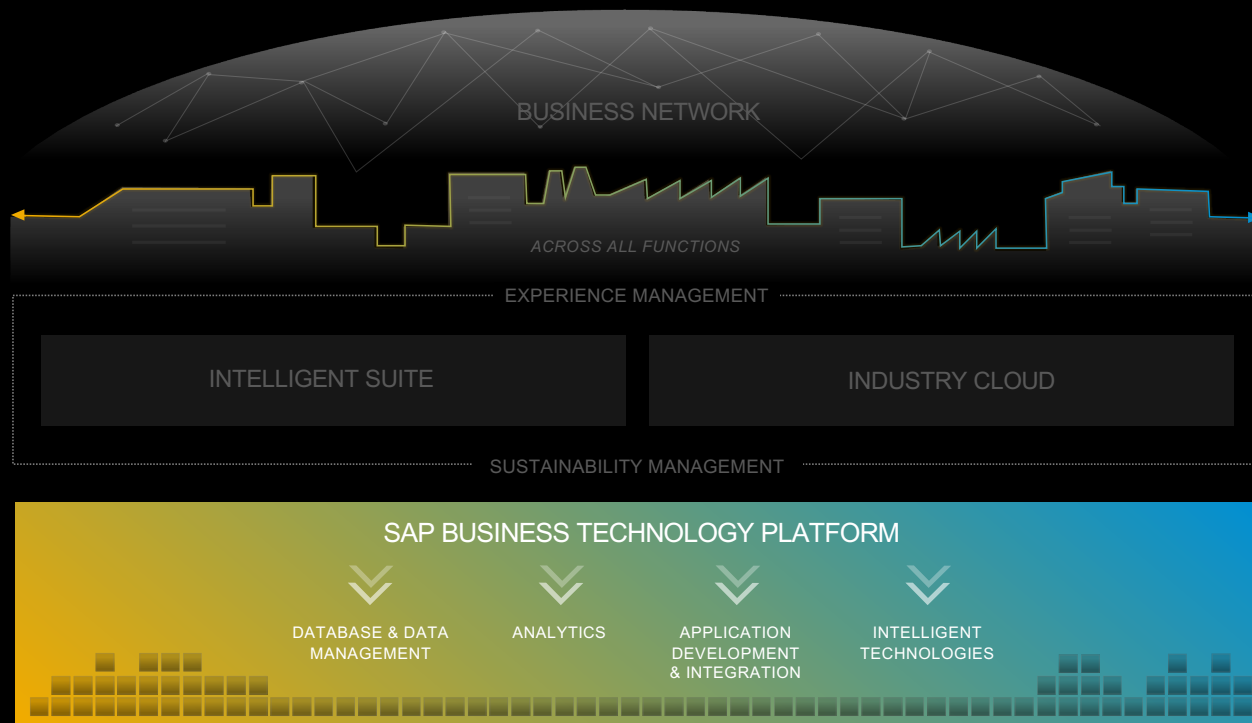 BUSINESS NETWORK
ACROSS ALL FUNCTIONS
EXPERIENCE MANAGEMENT
INTELLIGENT SUITE
INDUSTRY CLOUD
SUSTAINABILITY MANAGEMENT
SAP BUSINESS TECHNOLOGY PLATFORM
DATABASE & DATA
MANAGEMENT
ANALYTICS
APPLICATION
DEVELOPMENT
& INTEGRATION
INTELLIGENT
TECHNOLOGIES